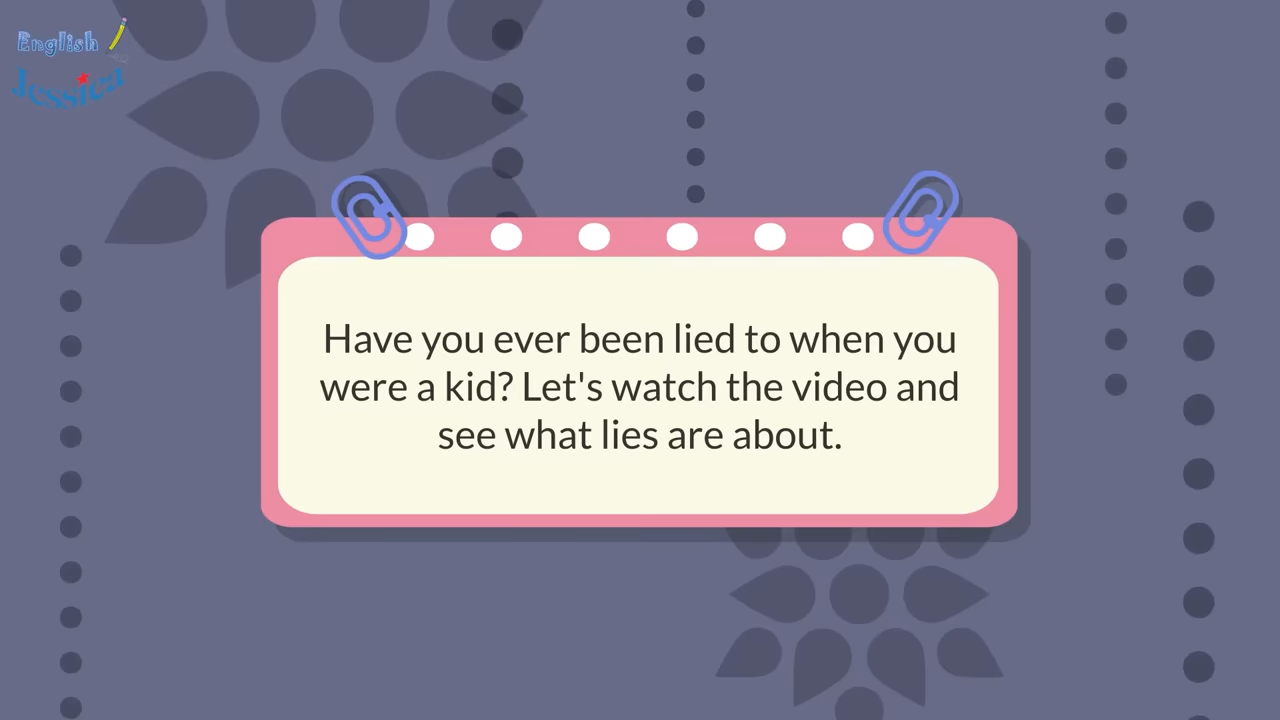 English
Jessica
Have you ever been lied to when you
were a kid? Let's watch the video and
see what lies are about.